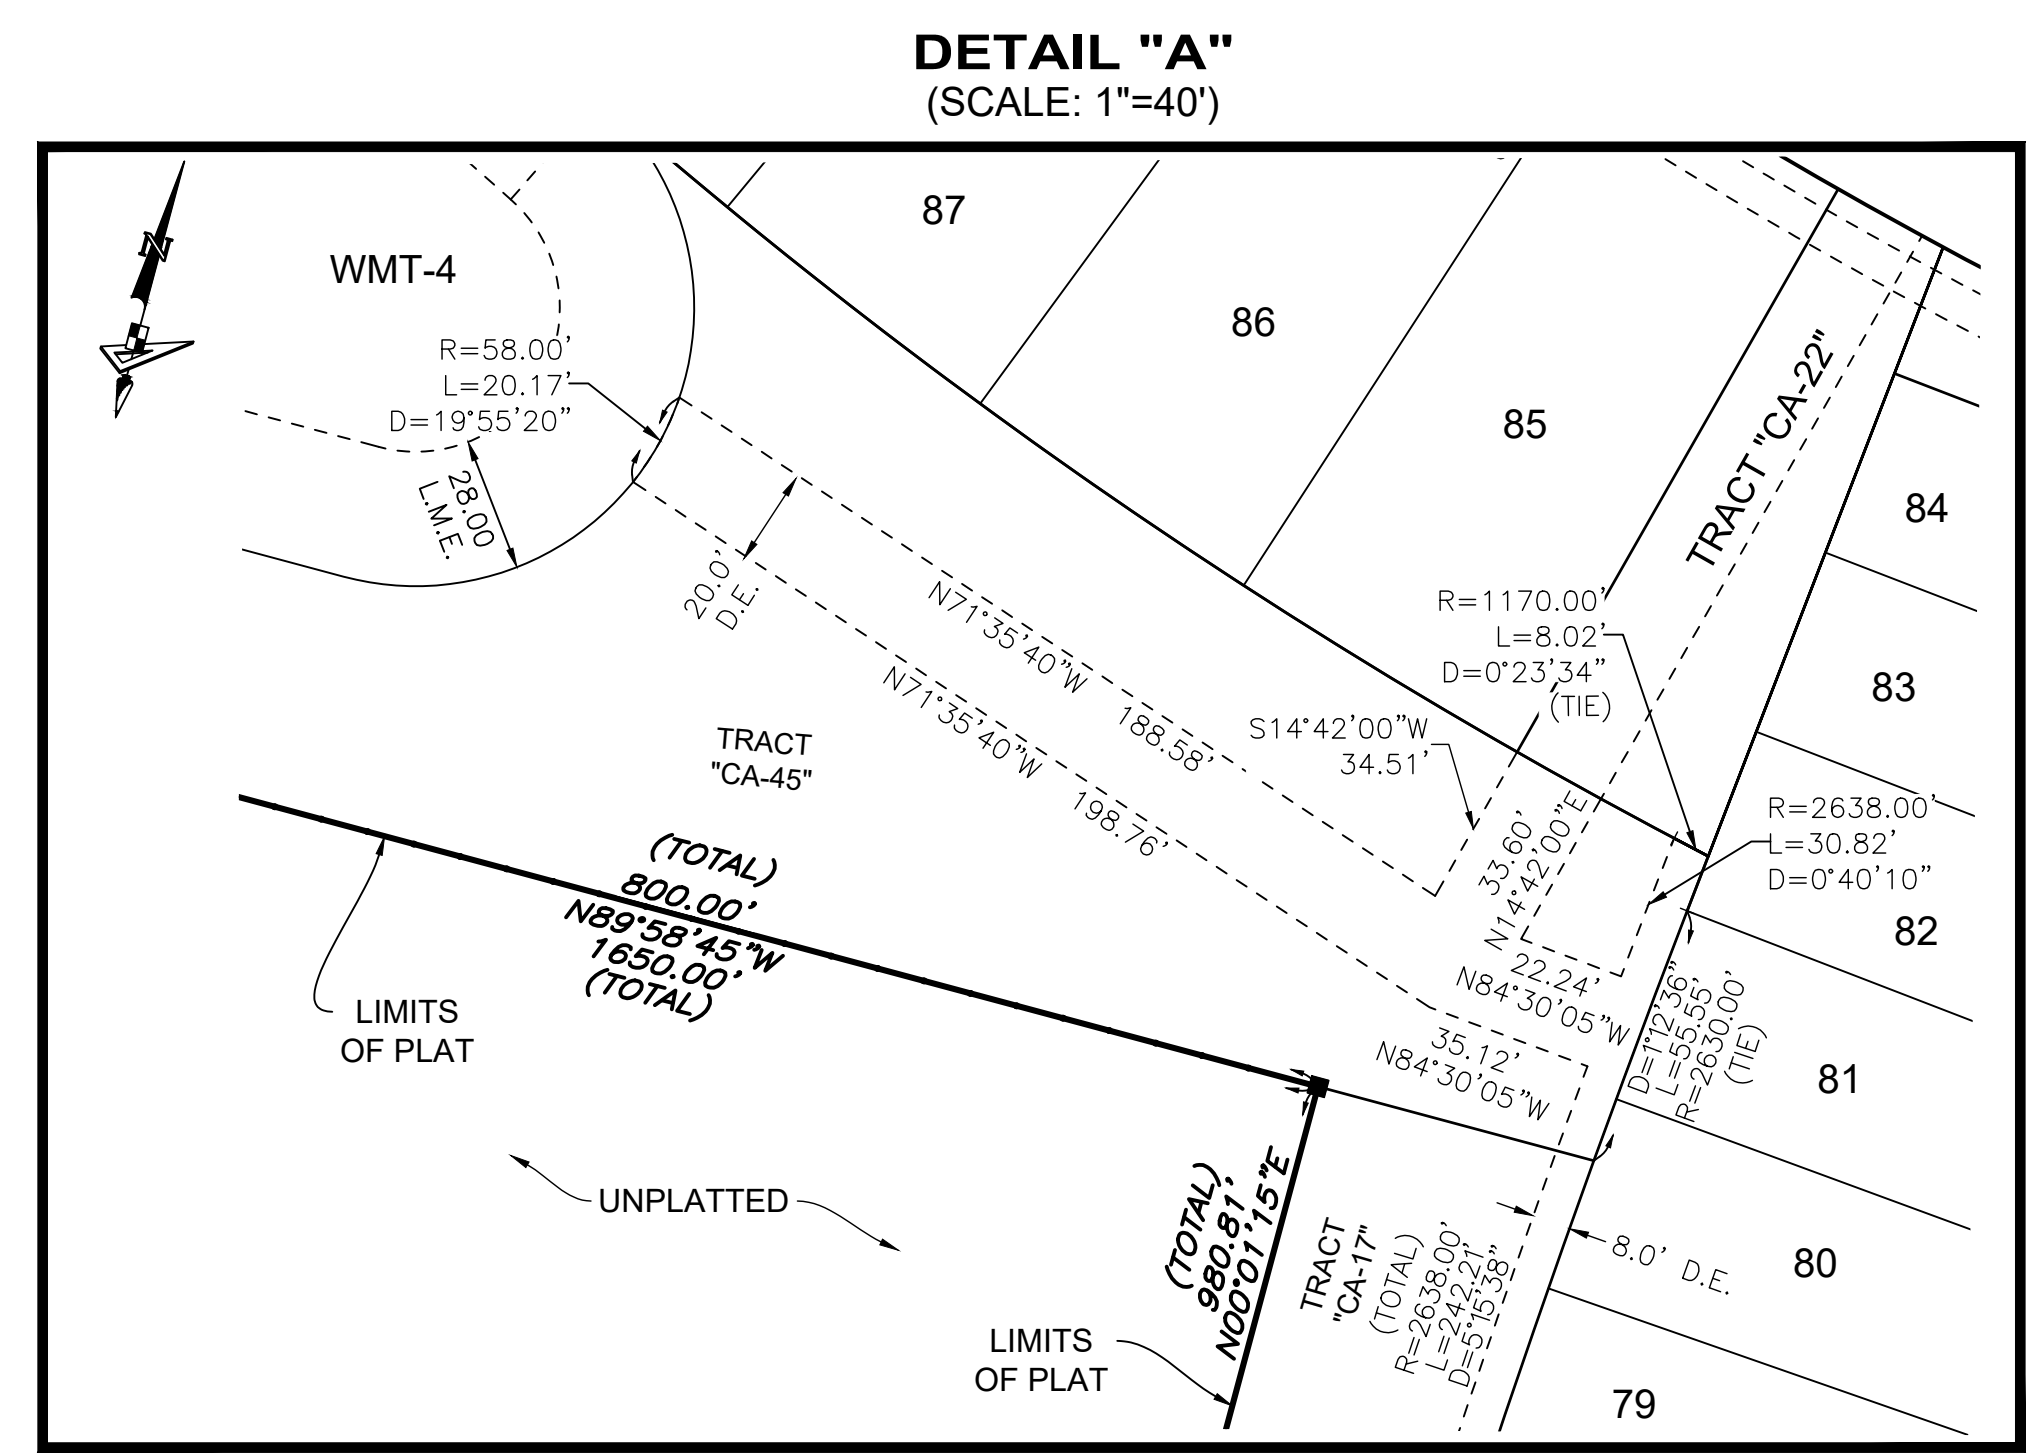 DETAIL "A"
(SCALE: 1"=40')
N
WMT-4
87
86
85
84
83
82
81
80
79
R=58.00'
L=20.17'
D=19°55'20"
28.00
L.M.E.
20.0'
D.E.
N71°35'40"W 188.58'
N71°35'40"W 198.76'
TRACT "CA-22"
R=1170.00'
L=8.02'
D=0°23'34"
(TIE)
S14°42'00"W
34.51'
33.60'
N14°42'00"E
R=2638.00'
L=30.82'
D=0°40'10"
22.24'
N84°30'05"W
35.12'
N84°30'05"W
D=1°12'36"
L=55.55'
R=2630.00'
(TIE)
TRACT
"CA-45"
(TOTAL)
800.00'
N89°58'45"W
1650.00'
(TOTAL)
LIMITS
OF PLAT
UNPLATTED
(TOTAL)
980.81'
N00°01'15"E
LIMITS
OF PLAT
TRACT
"CA-17"
(TOTAL)
R=2638.00'
L=242.21'
D=5°15'38"
8.0' D.E.